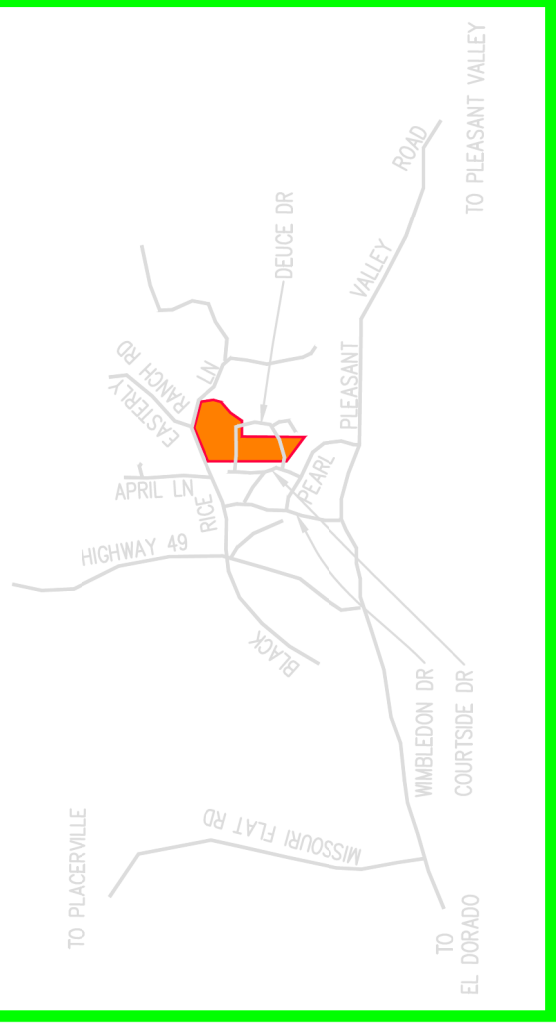 TO PLEASANT VALLEY
ROAD
VALLEY
PLEASANT
DEUCE DR
EASTERLY
RANCH RD
LN
RICE
APRIL LN
PEARL
HIGHWAY 49
BLACK
WIMBLEDON DR
COURTSIDE DR
MISSOURI FLAT RD
TO PLACERVILLE
TO
EL DORADO